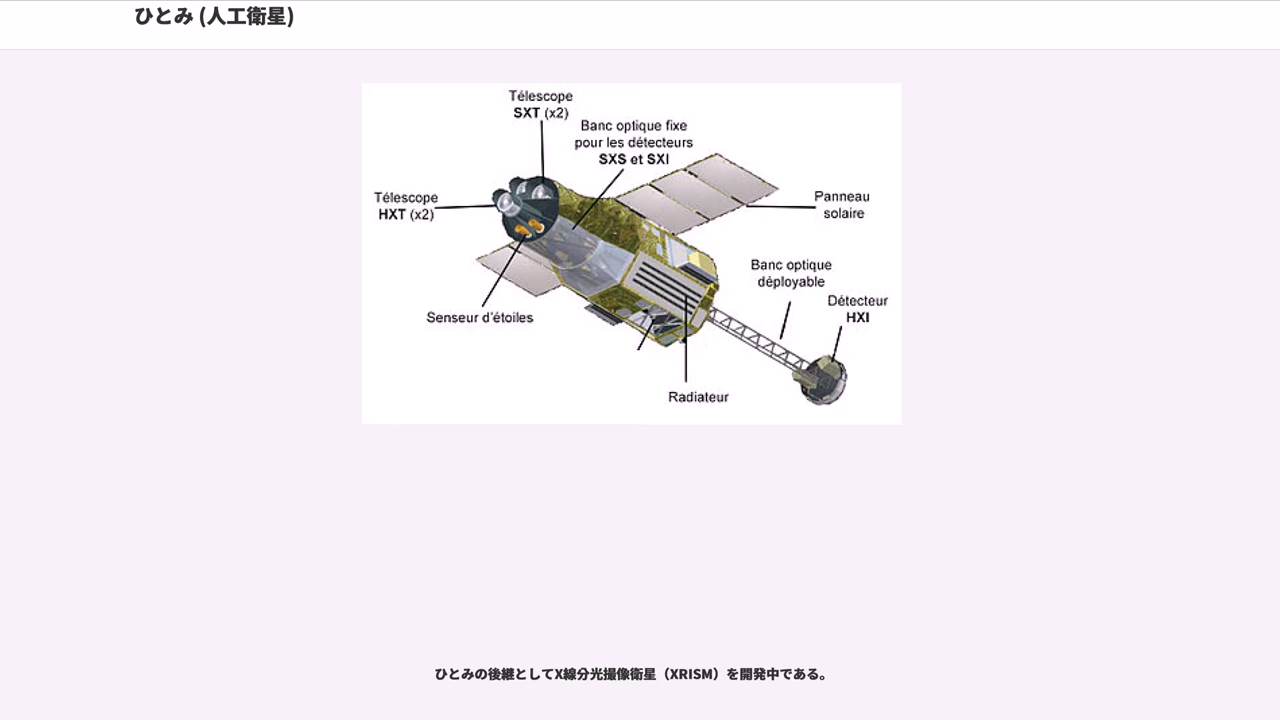 ひとみ (人工衛星)
Télescope
SXT (x2)
Banc optique fixe
pour les détecteurs
SXS et SXI
Télescope
HXT (x2)
Panneau
solaire
Banc optique
déployable
Détecteur
HXI
Senseur d'étoiles
Radiateur
ひとみの後継としてX線分光撮像衛星（XRISM）を開発中である。